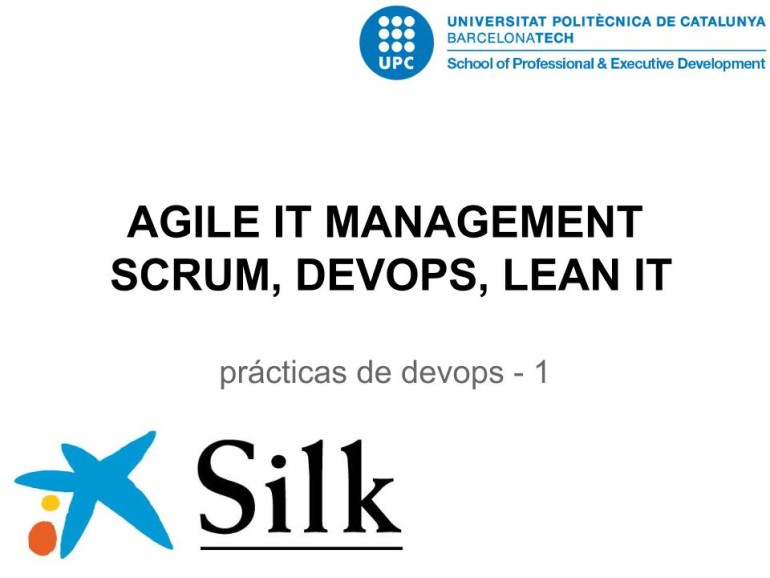 UNIVERSITAT POLITÈCNICA DE CATALUNYA
BARCELONATECH
UPC
School of Professional & Executive Development
AGILE IT MANAGEMENT
SCRUM, DEVOPS, LEAN IT
prácticas de devops - 1
Silk